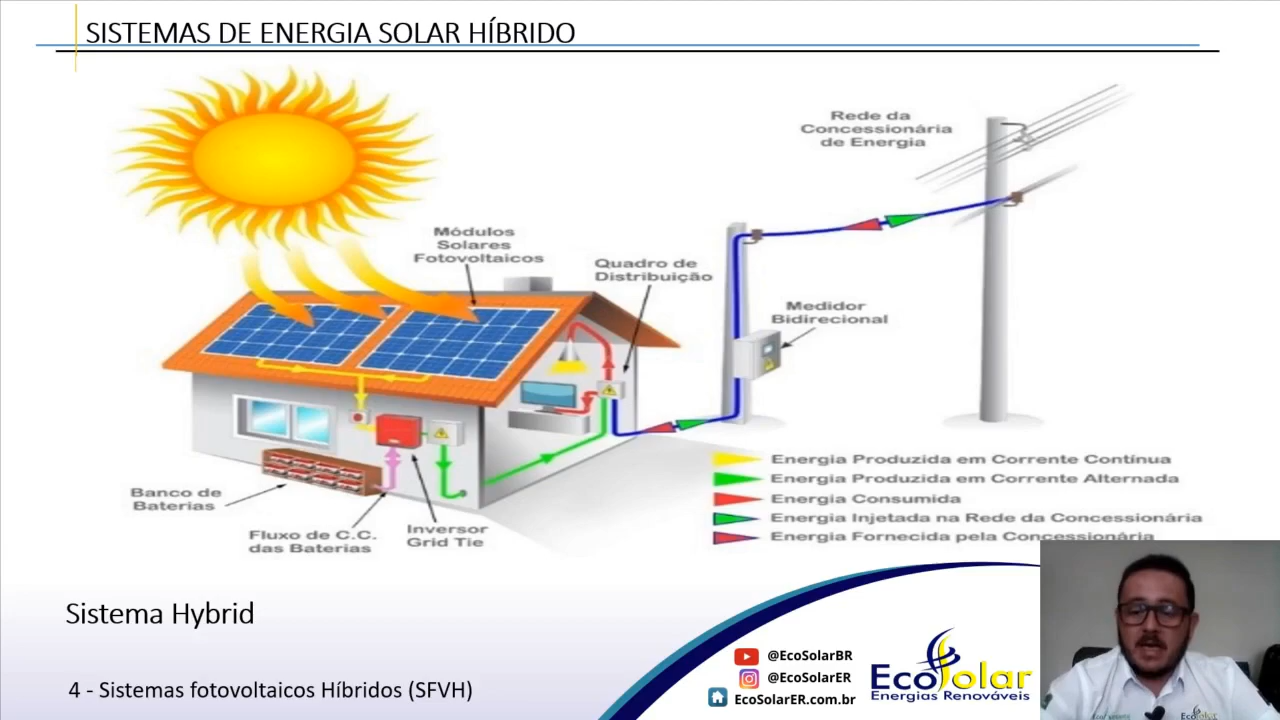 SISTEMAS DE ENERGIA SOLAR HÍBRIDO
Rede da
Concessionária
de Energia
Módulos
Solares
Fotovoltaicos
Quadro de
Distribuição
Medidor
Bidirecional
Banco de
Baterias
Fluxo de C.C.
das Baterias
Inversor
Grid Tie
Energia Produzida em Corrente Contínua
Energia Produzida em Corrente Alternada
Energia Consumida
Energia Injetada na Rede da Concessionária
Energia Fornecida pela Concessionária
Sistema Hybrid
4 - Sistemas fotovoltaicos Híbridos (SFVH)
@EcoSolarBR
@EcoSolarER
EcoSolarER.com.br
EcoSolar
Energias Renováveis